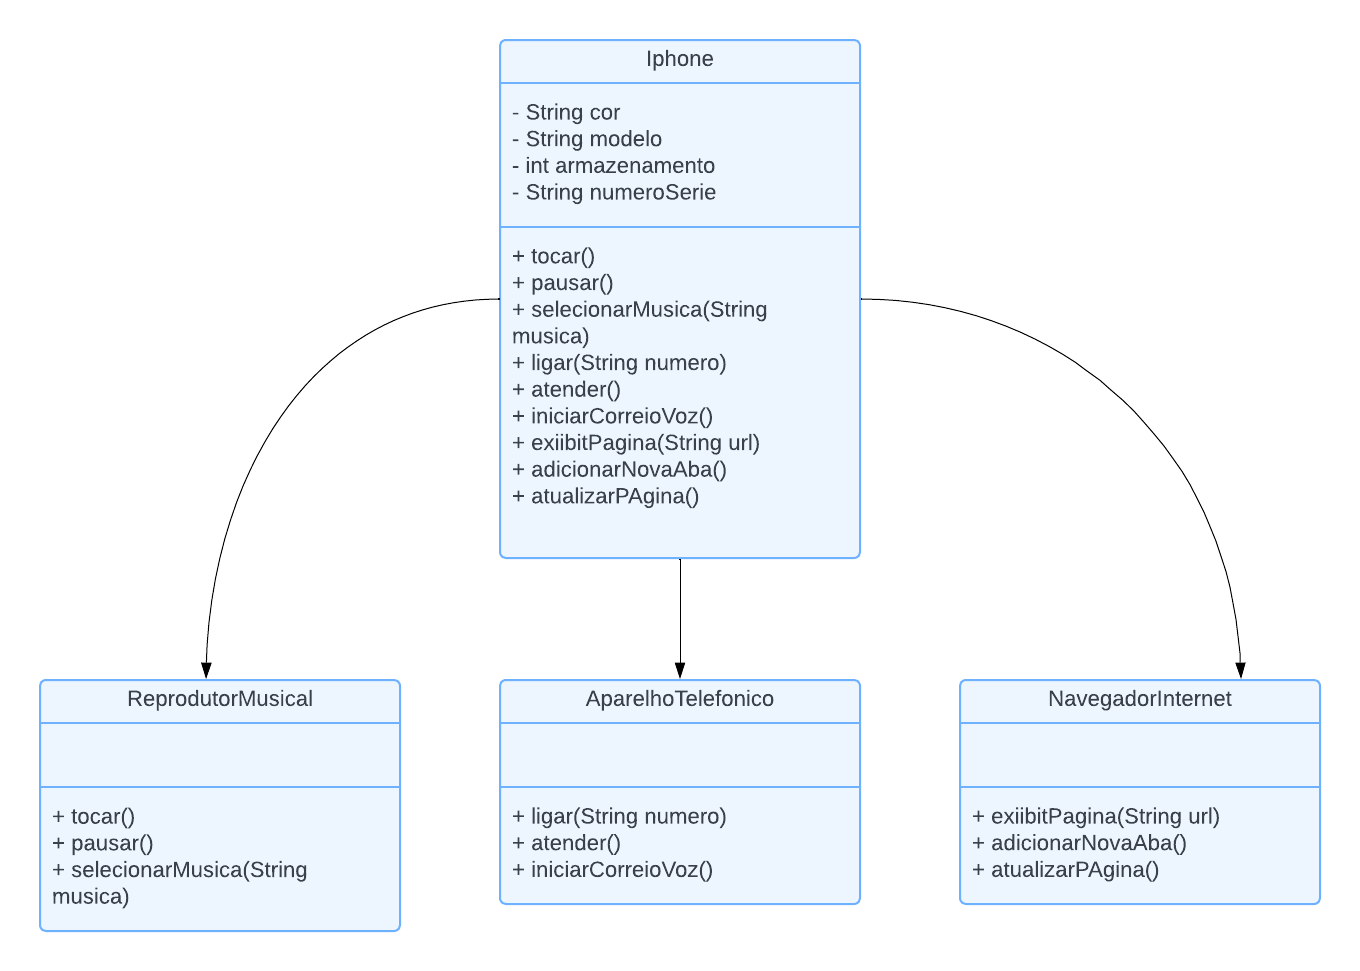 Iphone
- String cor
- String modelo
- int armazenamento
- String numeroSerie
+ tocar()
+ pausar()
+ selecionarMusica(String
musica)
+ ligar(String numero)
+ atender()
+ iniciarCorreioVoz()
+ exiibitPagina(String url)
+ adicionarNovaAba()
+ atualizarPAgina()
ReprodutorMusical
+ tocar()
+ pausar()
+ selecionarMusica(String
musica)
AparelhoTelefonico
+ ligar(String numero)
+ atender()
+ iniciarCorreioVoz()
NavegadorInternet
+ exiibitPagina(String url)
+ adicionarNovaAba()
+ atualizarPAgina()